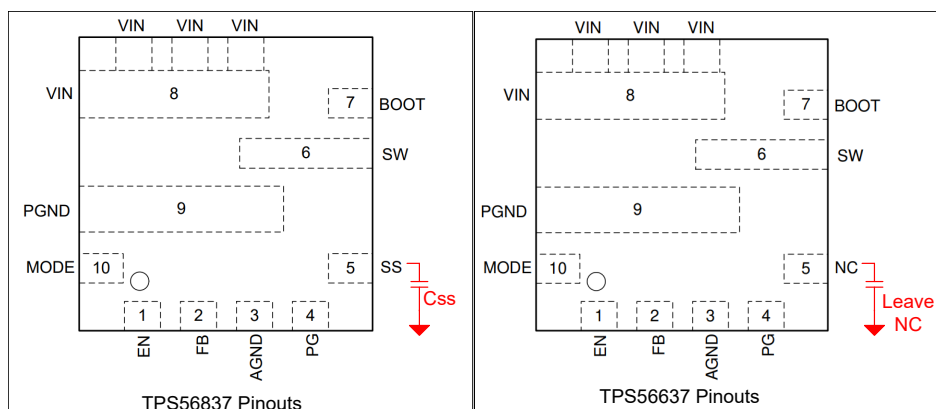 VIN VIN VIN
VIN
8
7
BOOT
6
SW
PGND
9
MODE
10
5
SS
Css
1
2
3
4
EN
FB
AGND
PG
TPS56837 Pinouts
VIN VIN VIN
VIN
8
7
BOOT
6
SW
PGND
9
MODE
10
5
NC
Leave
NC
1
2
3
4
EN
FB
AGND
PG
TPS56637 Pinouts